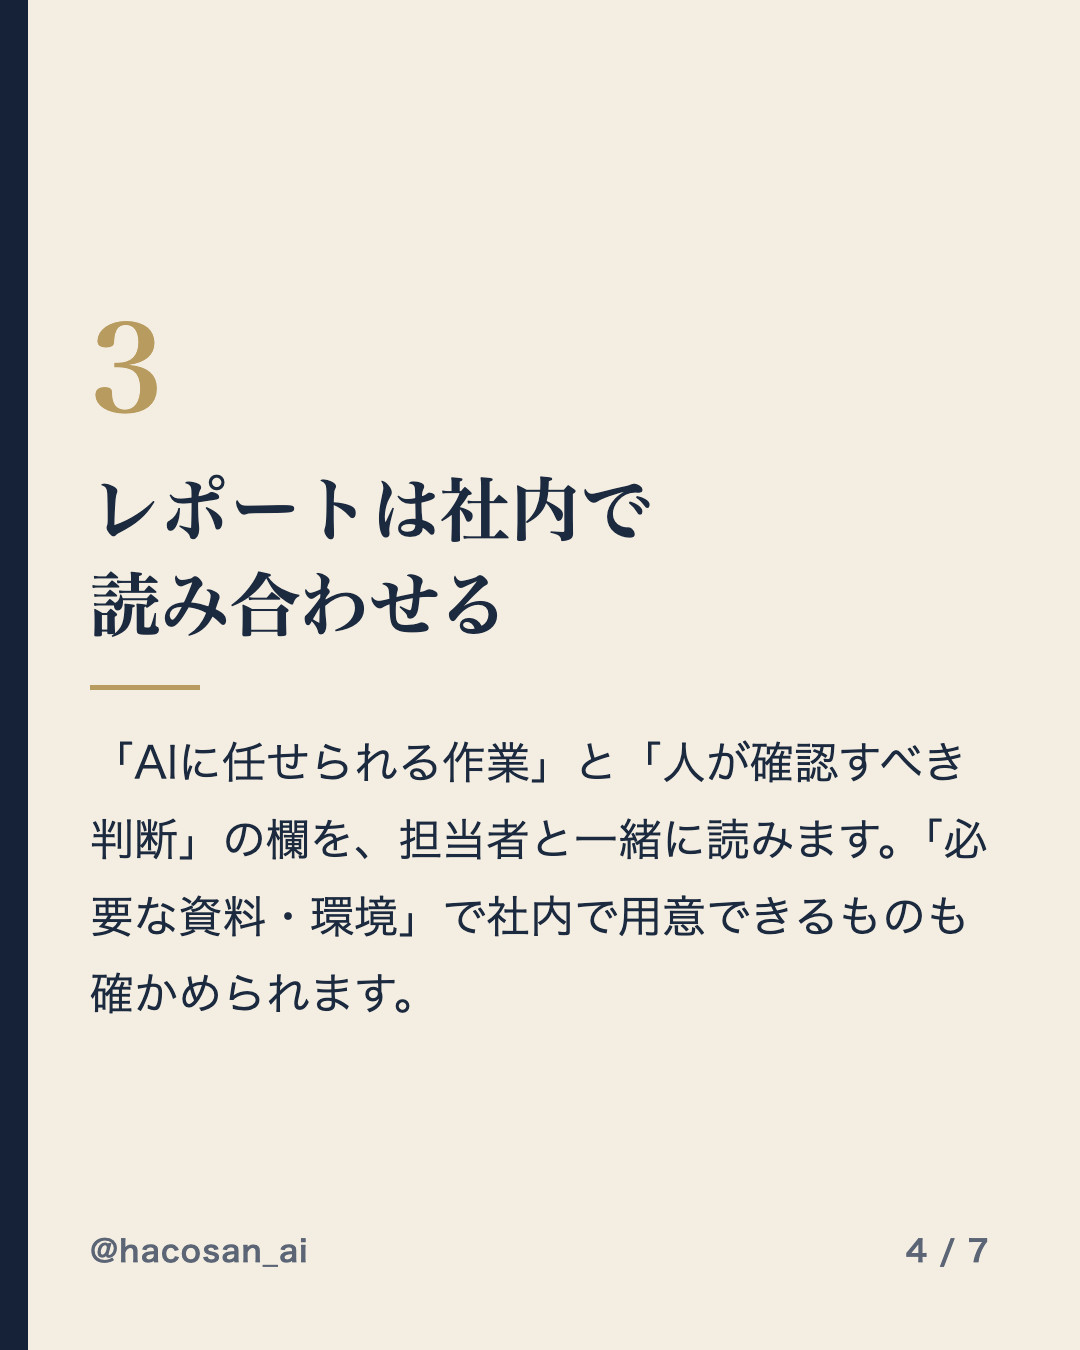 3
レポートは社内で
読み合わせる
「AIに任せられる作業」と「人が確認すべき
判断」の欄を、担当者と一緒に読みます。「必
要な資料・環境」で社内で用意できるものも
確かめられます。
@hacosan_ai
4 / 7